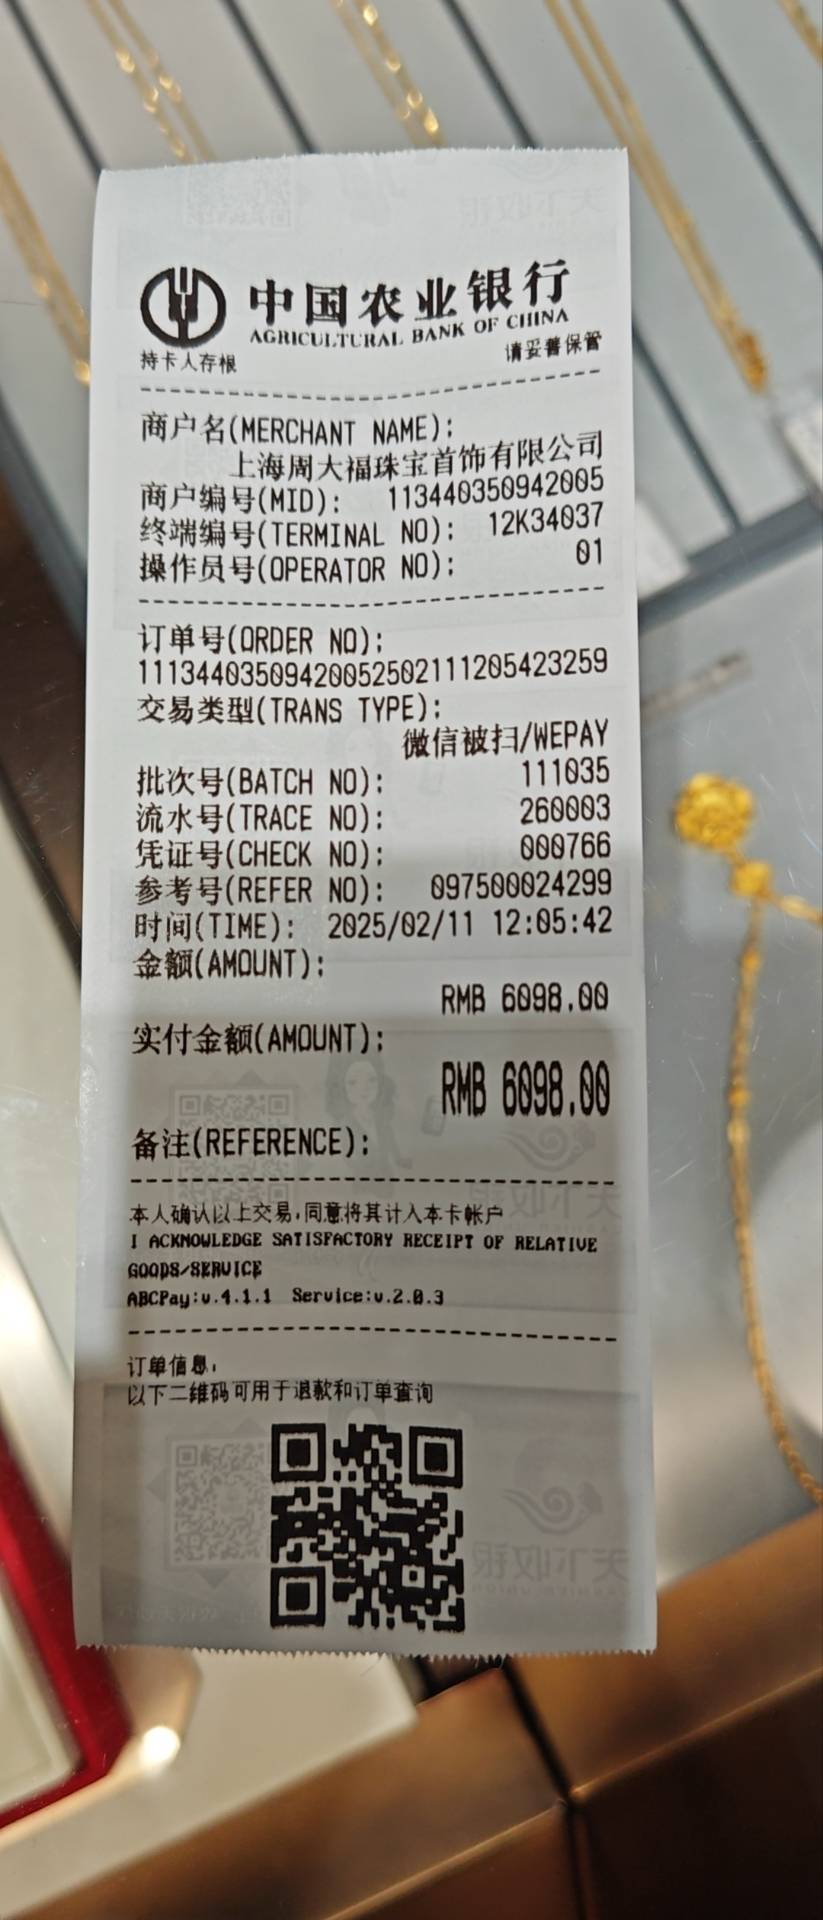 中国农业银行
AGRICULTURAL BANK OF CHINA
持卡人存根 请妥善保管
商户名(MERCHANT NAME):
上海周大福珠宝首饰有限公司
商户编号(MID): 113440350942005
终端编号(TERMINAL NO): 12K34037
操作员号(OPERATOR NO): 01
订单号(ORDER NO):
11134403509420052502111205423259
交易类型(TRANS TYPE):
微信被扫/WEPAY
批次号(BATCH NO): 111035
流水号(TRACE NO): 260003
凭证号(CHECK NO): 000766
参考号(REFER NO): 097500024299
时间(TIME): 2025/02/11 12:05:42
金额(AMOUNT):
RMB 6098.00
实付金额(AMOUNT):
RMB 6098.00
备注(REFERENCE):
本人确认以上交易,同意将其计入本卡帐户
I ACKNOWLEDGE SATISFACTORY RECEIPT OF RELATIVE
GOODS/SERVICE
ABCPay:v.4.1.1 Service:v.2.0.3
订单信息:
以下二维码可用于退款和订单查询